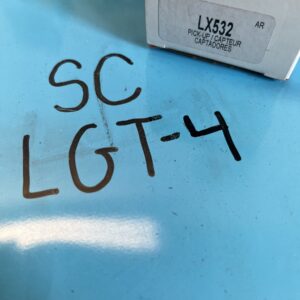 LX532
AR
PICK-UP / CAPTEUR
CAPTADORES
SC
LGT-4